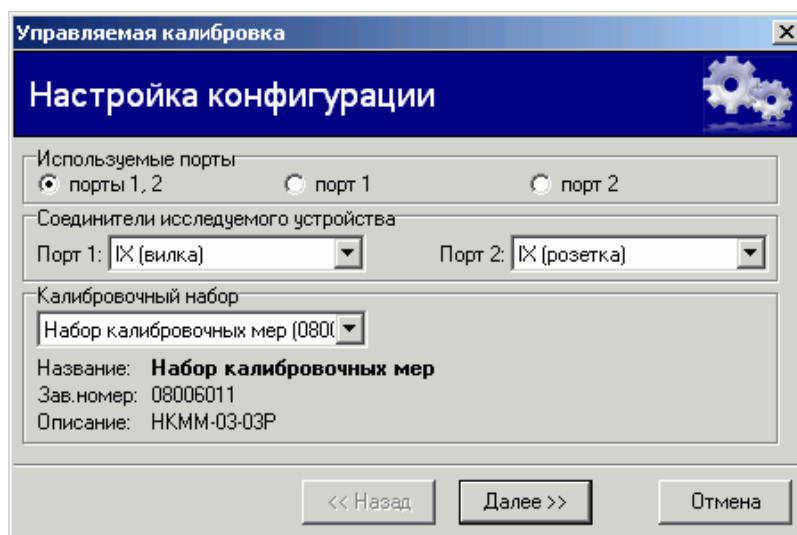 Управляемая калибровка
Настройка конфигурации
Используемые порты
порты 1, 2 порт 1 порт 2
Соединители исследуемого устройства
Порт 1: IX (вилка) Порт 2: IX (розетка)
Калибровочный набор
Набор калибровочных мер (080(
Название: Набор калибровочных мер
Зав.номер: 08006011
Описание: НКММ-03-03Р
<< Назад Далее >> Отмена